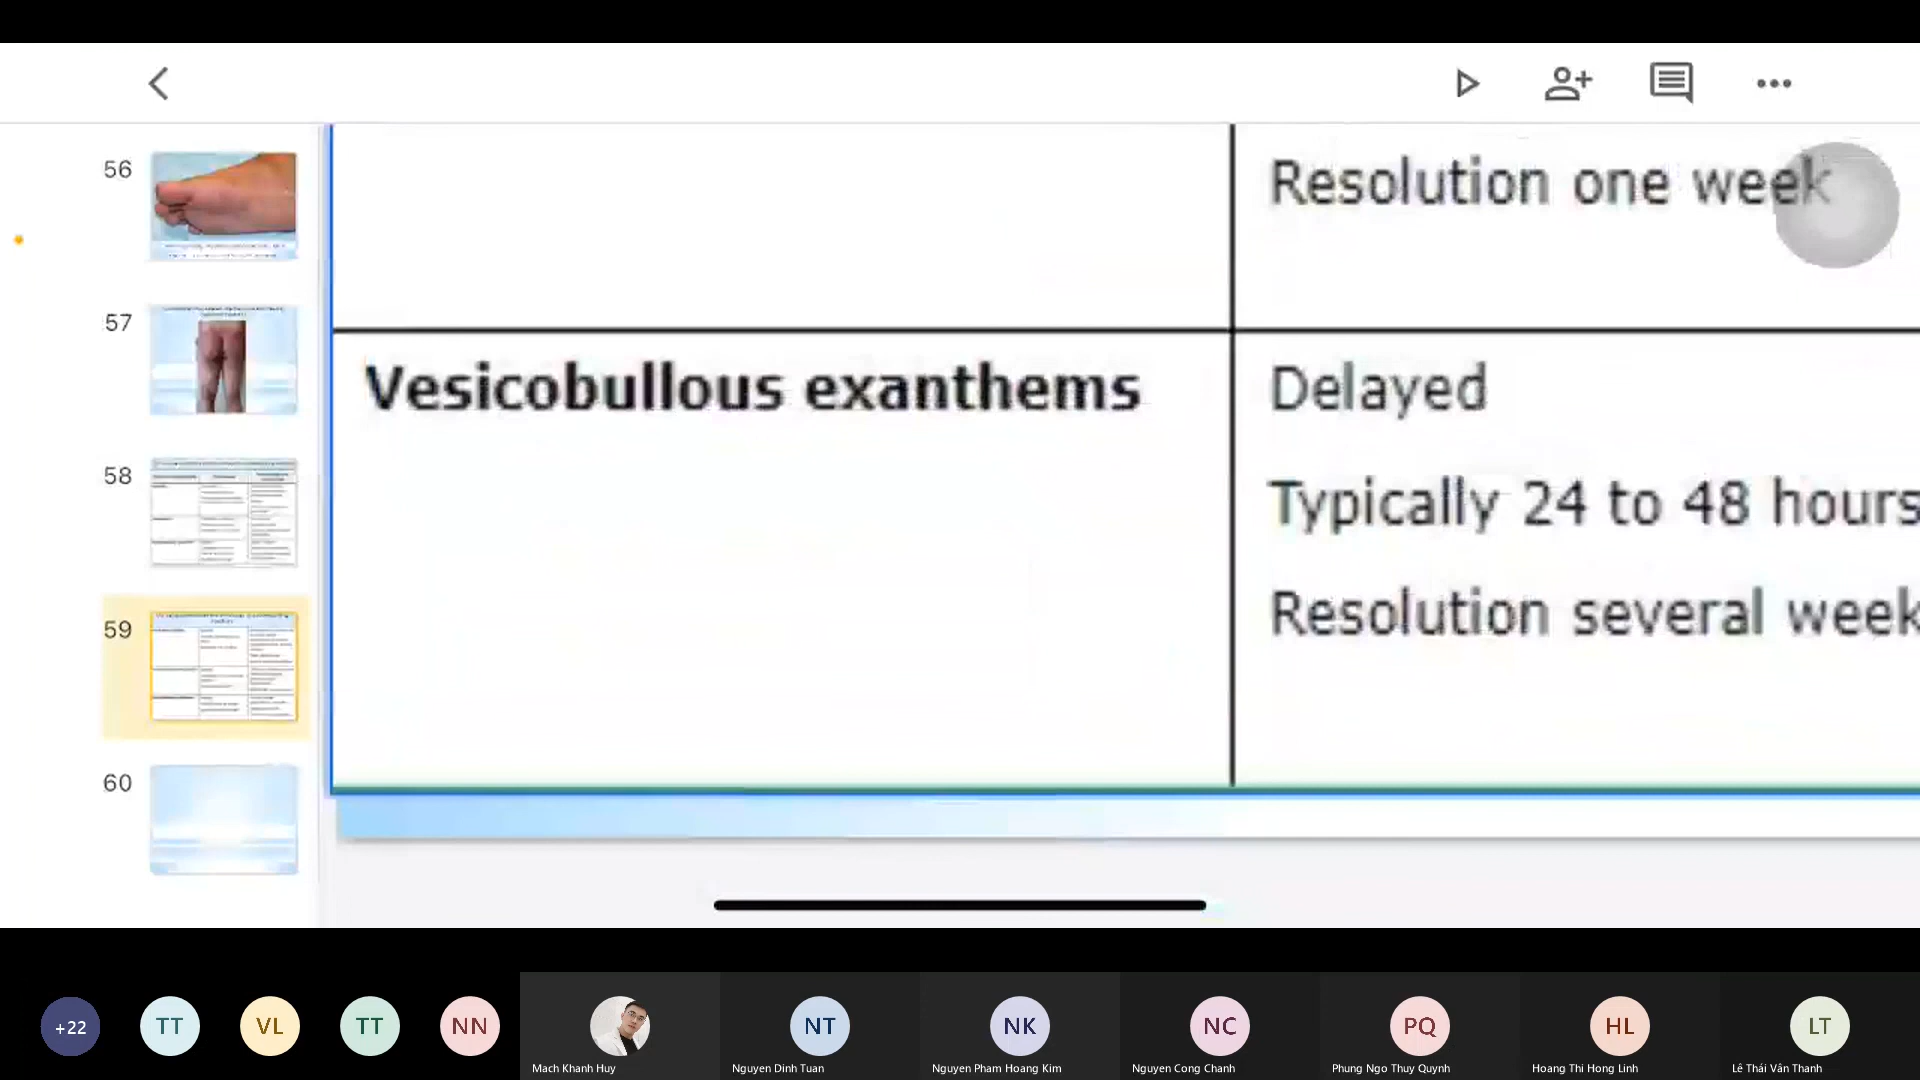 56
57
58
59
60
Resolution one week
Vesicobullous exanthems
Delayed
Typically 24 to 48 hours
Resolution several week
+22
TT
VL
TT
NN
NT
NK
NC
PQ
HL
LT
Mach Khanh Huy
Nguyen Dinh Tuan
Nguyen Pham Hoang Kim
Nguyen Cong Chanh
Phung Ngo Thuy Quynh
Hoang Thi Hong Linh
Lê Thái Vân Thanh